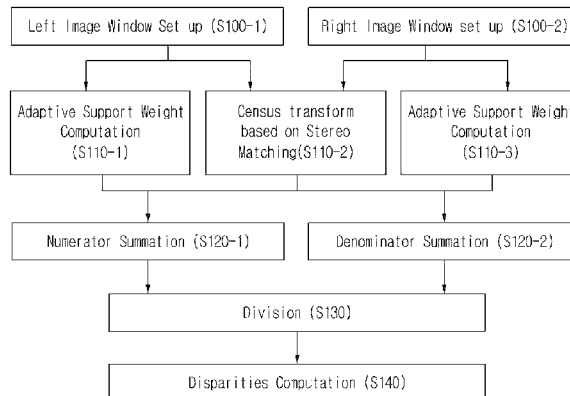 Left Image Window Set up (S100-1)
Right Image Window set up (S100-2)
Adaptive Support Weight
Computation
(S110-1)
Census transform
based on Stereo
Matching(S110-2)
Adaptive Support Weight
Computation
(S110-3)
Numerator Summation (S120-1)
Denominator Summation (S120-2)
Division (S130)
Disparities Computation (S140)